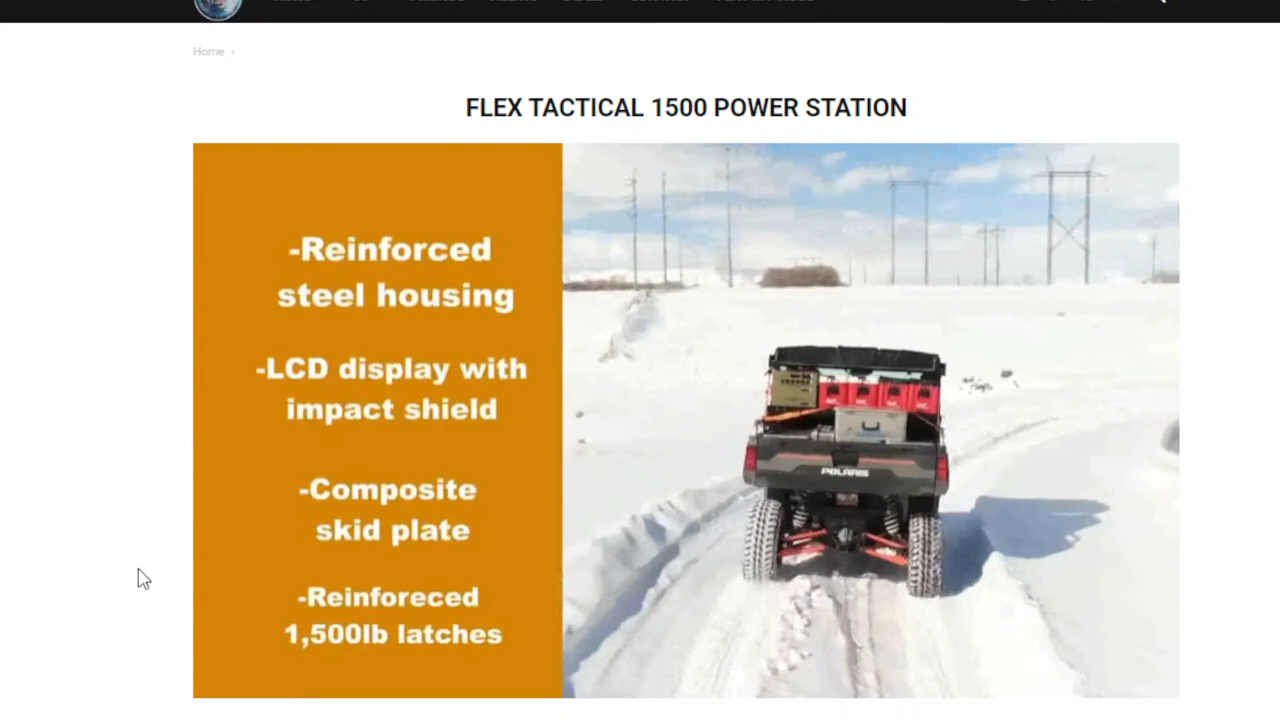 Home ›
FLEX TACTICAL 1500 POWER STATION
-Reinforced
steel housing
-LCD display with
impact shield
-Composite
skid plate
-Reinforeced
1,500lb latches
POLARIS